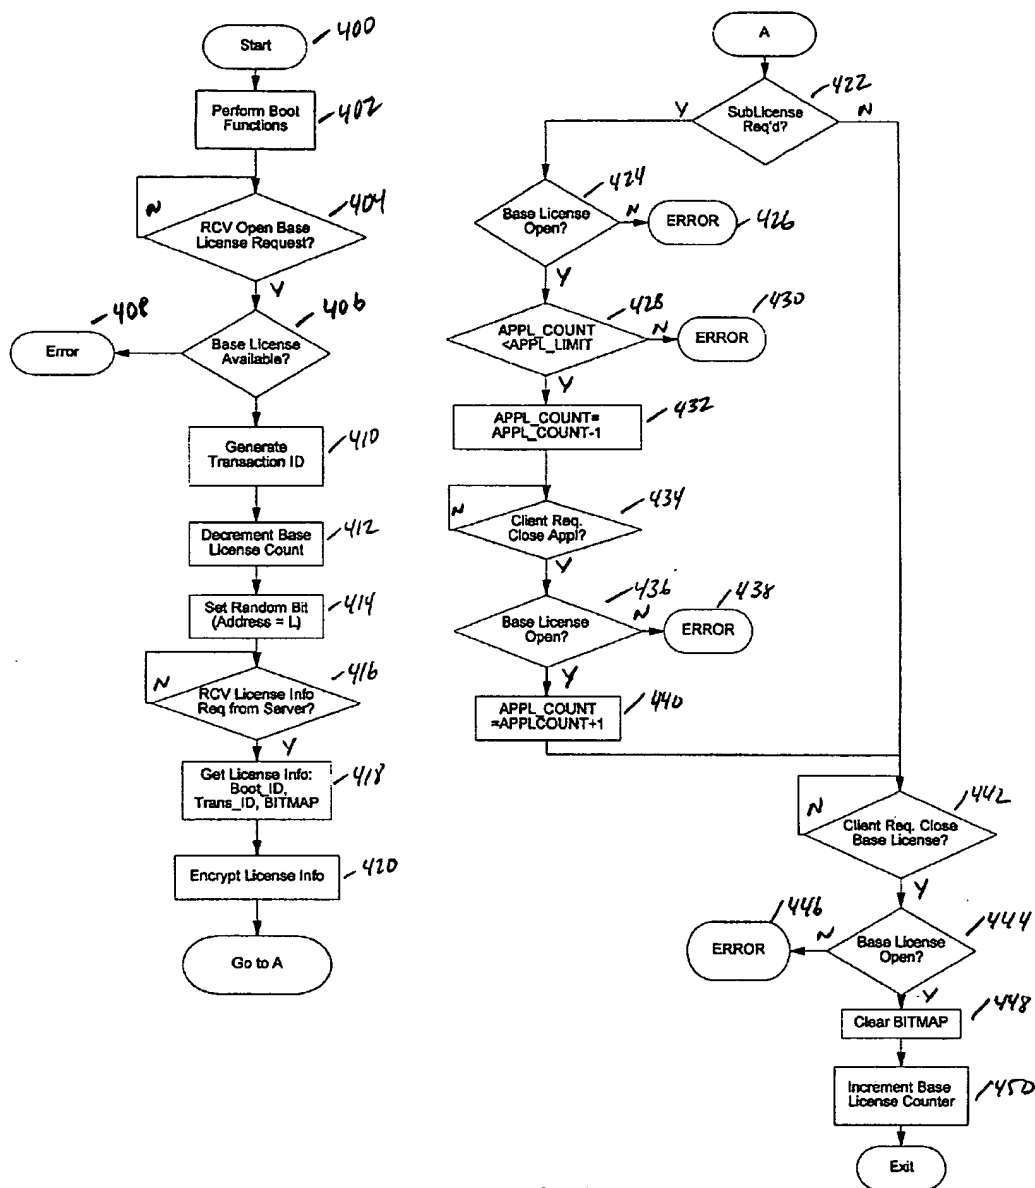 Start
400
Perform Boot
Functions
402
N
RCV Open Base
License Request?
404
Y
408
Error
Base License
Available?
406
Generate
Transaction ID
410
Decrement Base
License Count
412
Set Random Bit
(Address = L)
414
N
RCV License Info
Req from Server?
416
Y
Get License Info:
Boot_ID,
Trans_ID, BITMAP
418
Encrypt License Info
420
Go to A
A
422
Y
SubLicense
Req'd?
N
424
Base License
Open?
N
ERROR
426
Y
428
430
APPL_COUNT
<APPL_LIMIT
N
ERROR
Y
APPL_COUNT=
APPL_COUNT-1
432
434
N
Client Req.
Close Appl?
Y
436
438
Base License
Open?
N
ERROR
Y
APPL_COUNT
=APPLCOUNT+1
440
N
442
Client Req. Close
Base License?
Y
446
444
ERROR
N
Base License
Open?
Y
Clear BITMAP
448
Increment Base
License Counter
450
Exit